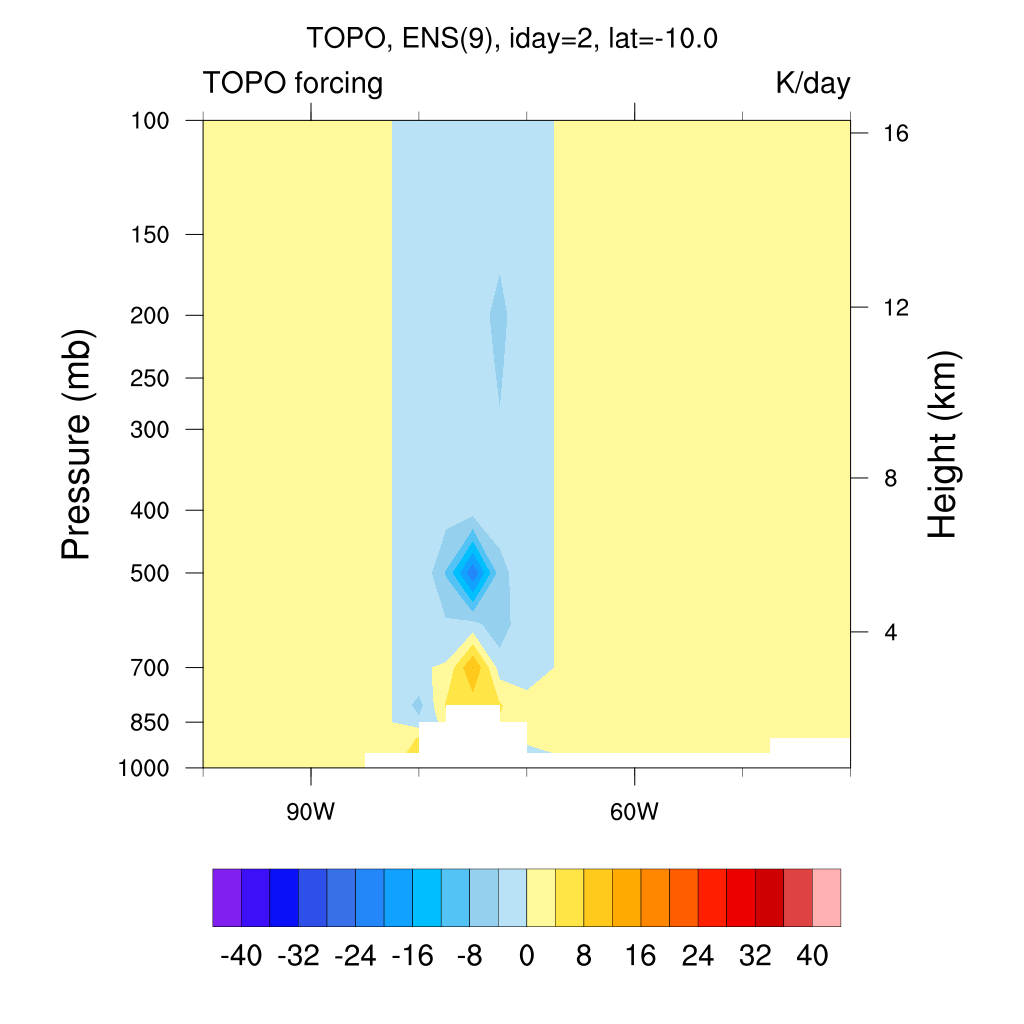 TOPO, ENS(9), iday=2, lat=-10.0
TOPO forcing K/day
100
150
200
250
300
400
500
700
850
1000
Pressure (mb)
16
12
8
4
Height (km)
90W 60W
-40 -32 -24 -16 -8 0 8 16 24 32 40